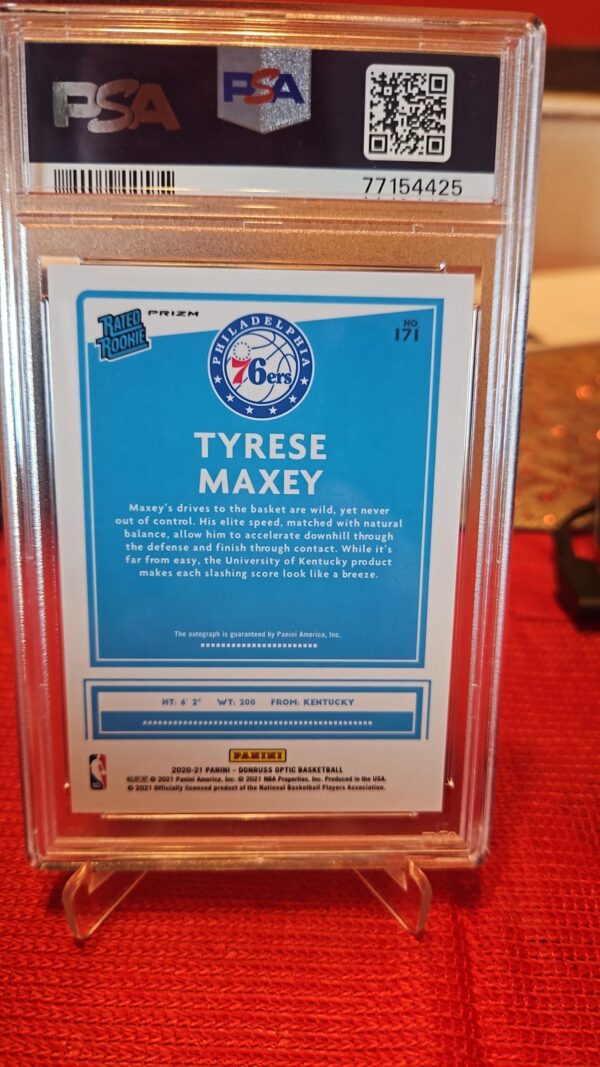 PSA
PSA
77154425
RATED
ROOKIE
PRIZM
PHILADELPHIA
76ers
NO
171
TYRESE
MAXEY
Maxey's drives to the basket are wild, yet never
out of control. His elite speed, matched with natural
balance, allow him to accelerate downhill through
the defense and finish through contact. While it's
far from easy, the University of Kentucky product
makes each slashing score look like a breeze.
The autograph is guaranteed by Panini America, Inc.
HT: 6' 2" WT: 200 FROM: KENTUCKY
PANINI
2020-21 PANINI - DONRUSS OPTIC BASKETBALL
© 2021 Panini America, Inc. © 2021 NBA Properties, Inc. Produced in the USA.
© 2021 Officially licensed product of the National Basketball Players Association.